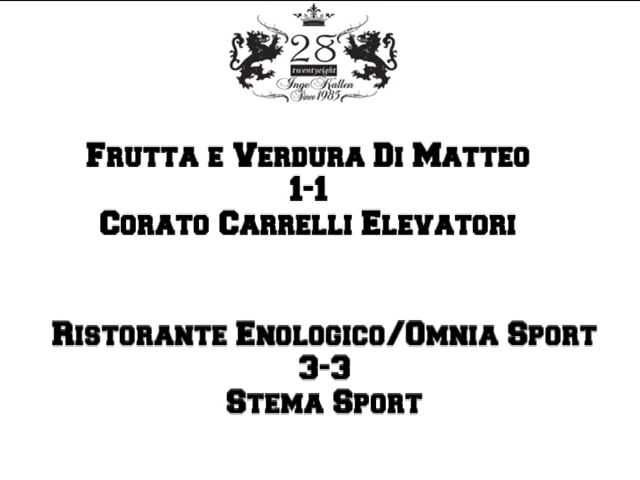 28
twentyeight
Ingo Kallen
Since 1985
Frutta e Verdura Di Matteo
1-1
Corato Carrelli Elevatori
Ristorante Enologico/Omnia Sport
3-3
Stema Sport